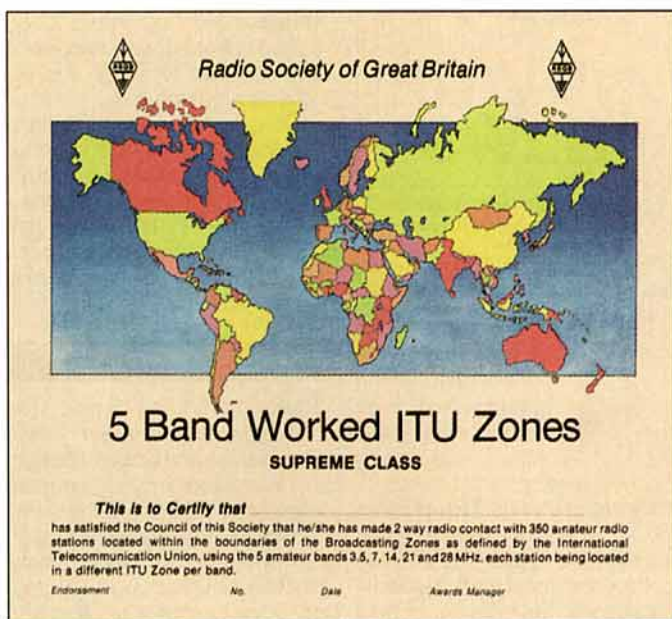 Radio Society of Great Britain
RSGB RSGB
5 Band Worked ITU Zones
SUPREME CLASS
This is to Certify that
has satisfied the Council of this Society that he/she has made 2 way radio contact with 350 amateur radio
stations located within the boundaries of the Broadcasting Zones as defined by the International
Telecommunication Union, using the 5 amateur bands 3.5, 7, 14, 21 and 28 MHz, each station being located
in a different ITU Zone per band.
Endorsement No. Date Awards Manager